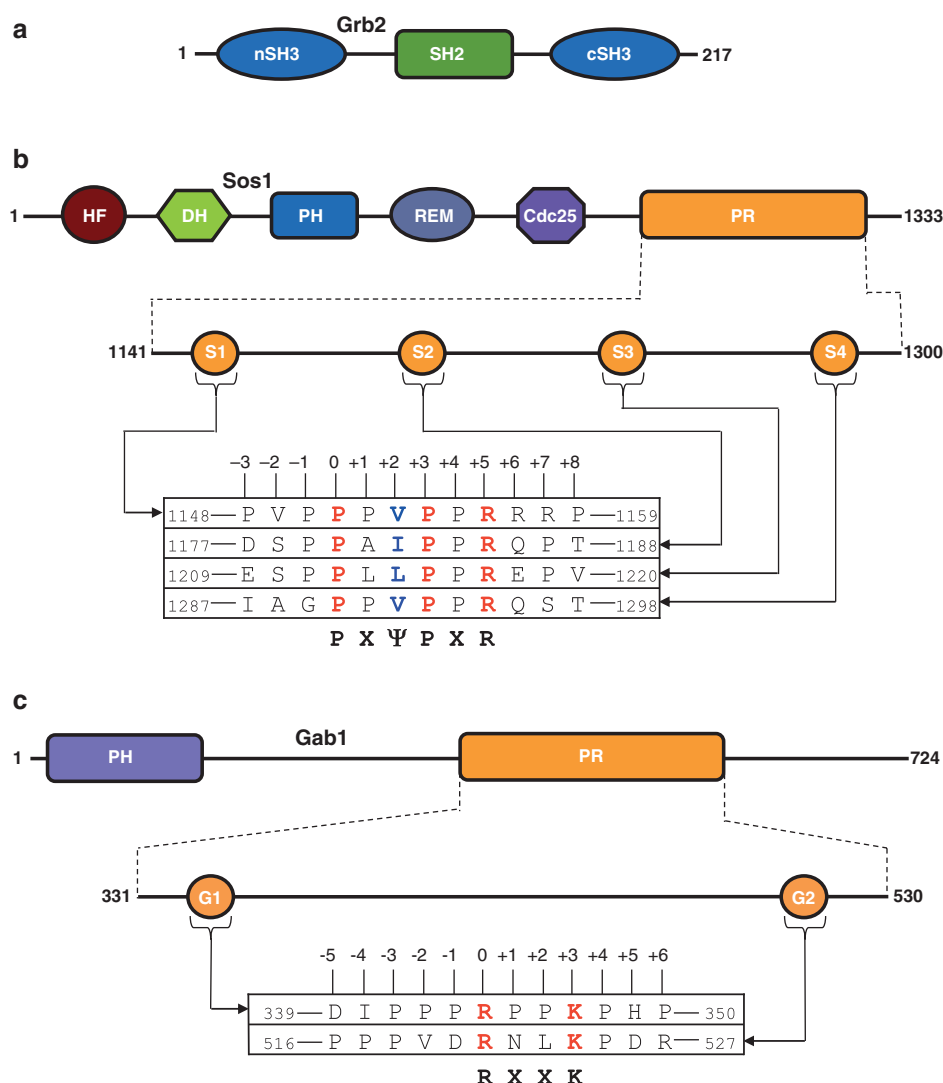 a
Grb2
1 nSH3 SH2 cSH3 217
b
Sos1
1 HF DH PH REM Cdc25 PR 1333
1141 S1 S2 S3 S4 1300
–3 –2 –1 0 +1 +2 +3 +4 +5 +6 +7 +8
1148 P V P P P V P P R R R P 1159
1177 D S P P A I P P R Q P T 1188
1209 E S P P L L P P R E P V 1220
1287 I A G P P V P P R Q S T 1298
P X Ψ P X R
c
Gab1
1 PH PR 724
331 G1 G2 530
-5 -4 -3 -2 -1 0 +1 +2 +3 +4 +5 +6
339 D I P P P R P P K P H P 350
516 P P P V D R N L K P D R 527
R X X K